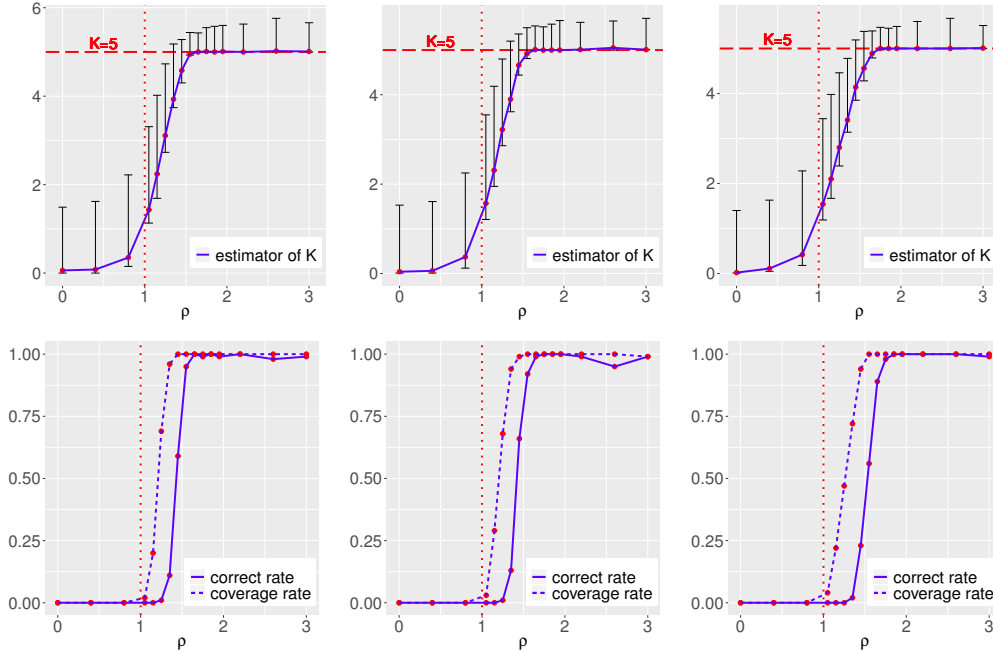 6
4
2
0
K=5
estimator of K
0 1 2 3
ρ
K=5
estimator of K
4
2
0
0 1 2 3
ρ
K=5
estimator of K
4
2
0
0 1 2 3
ρ
1.00
0.75
0.50
0.25
0.00
correct rate
coverage rate
0 1 2 3
ρ
1.00
0.75
0.50
0.25
0.00
correct rate
coverage rate
0 1 2 3
ρ
1.00
0.75
0.50
0.25
0.00
correct rate
coverage rate
0 1 2 3
ρ